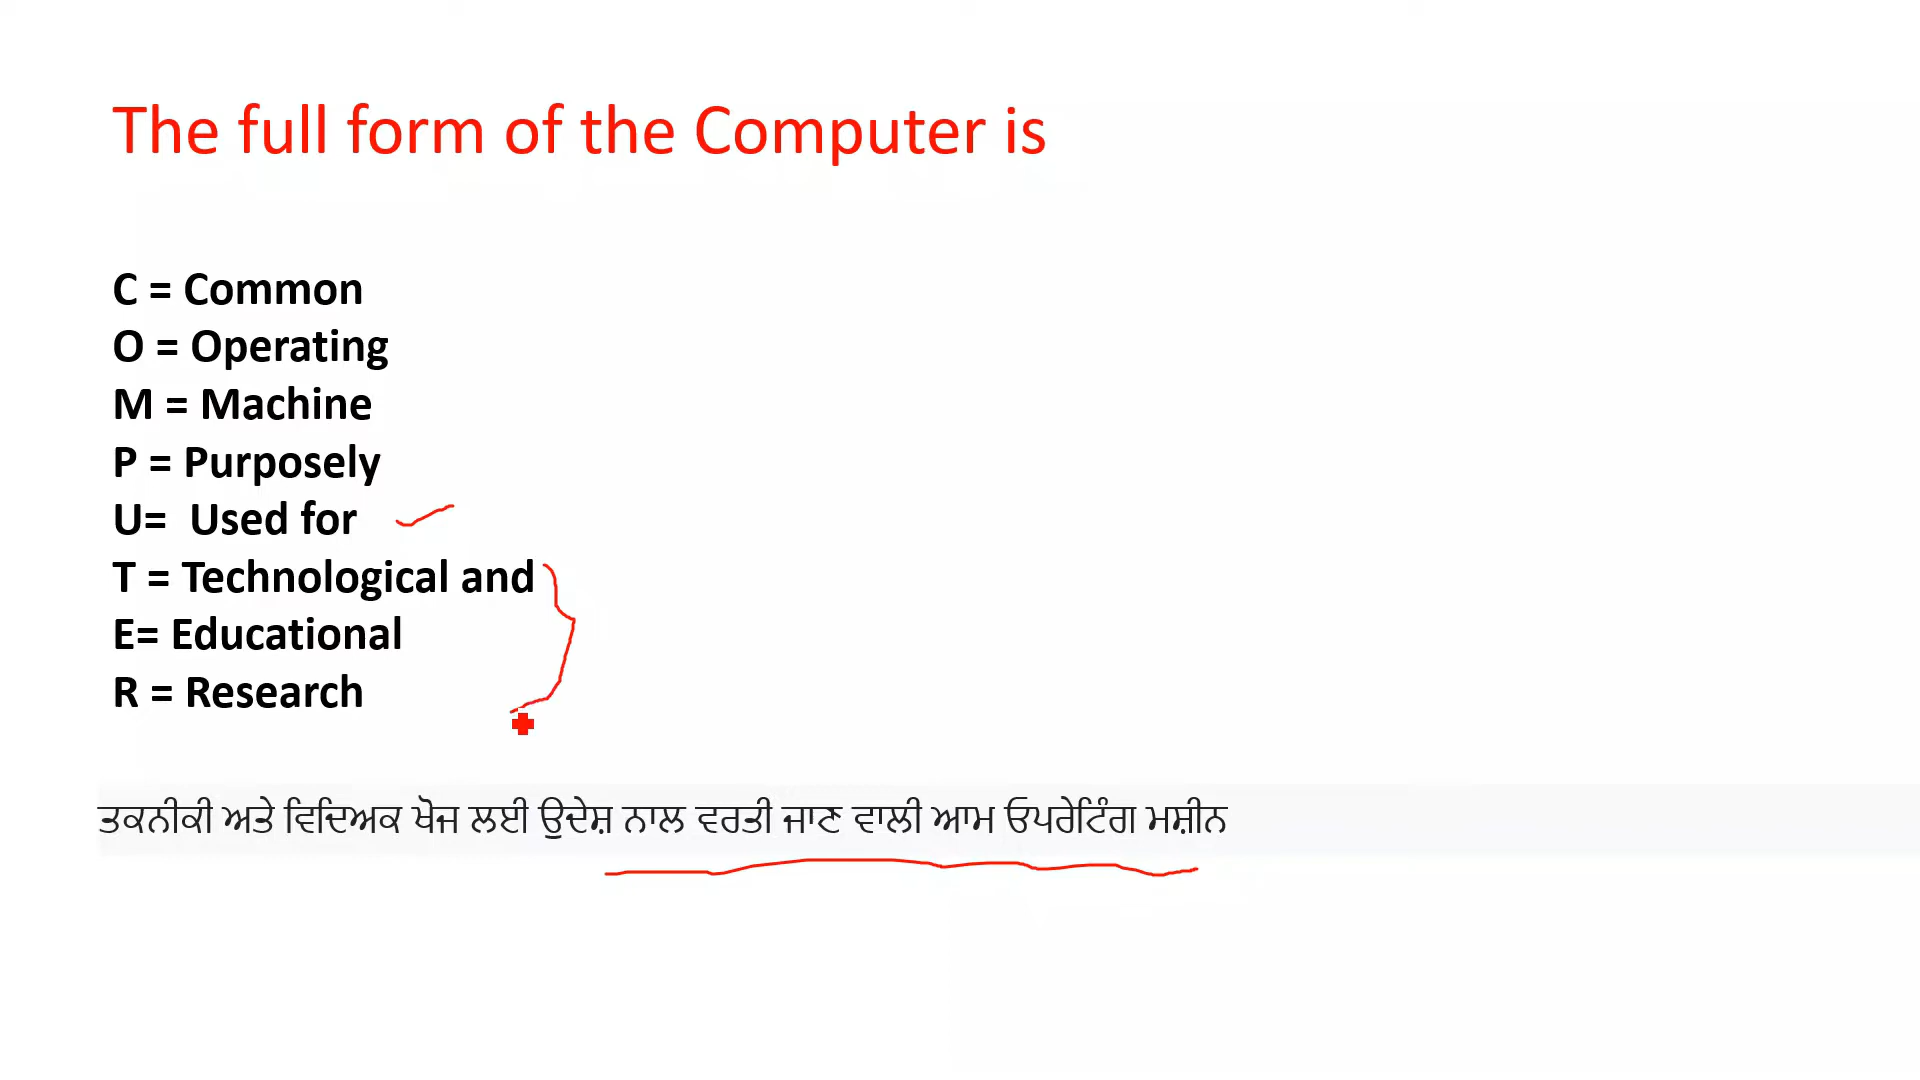 The full form of the Computer is
C = Common
O = Operating
M = Machine
P = Purposely
U=  Used for
T = Technological and
E= Educational
R = Research
ਤਕਨੀਕੀ ਅਤੇ ਵਿਦਿਅਕ ਖੋਜ ਲਈ ਉਦੇਸ਼ ਨਾਲ ਵਰਤੀ ਜਾਣ ਵਾਲੀ ਆਮ ਓਪਰੇਟਿੰਗ ਮਸ਼ੀਨ